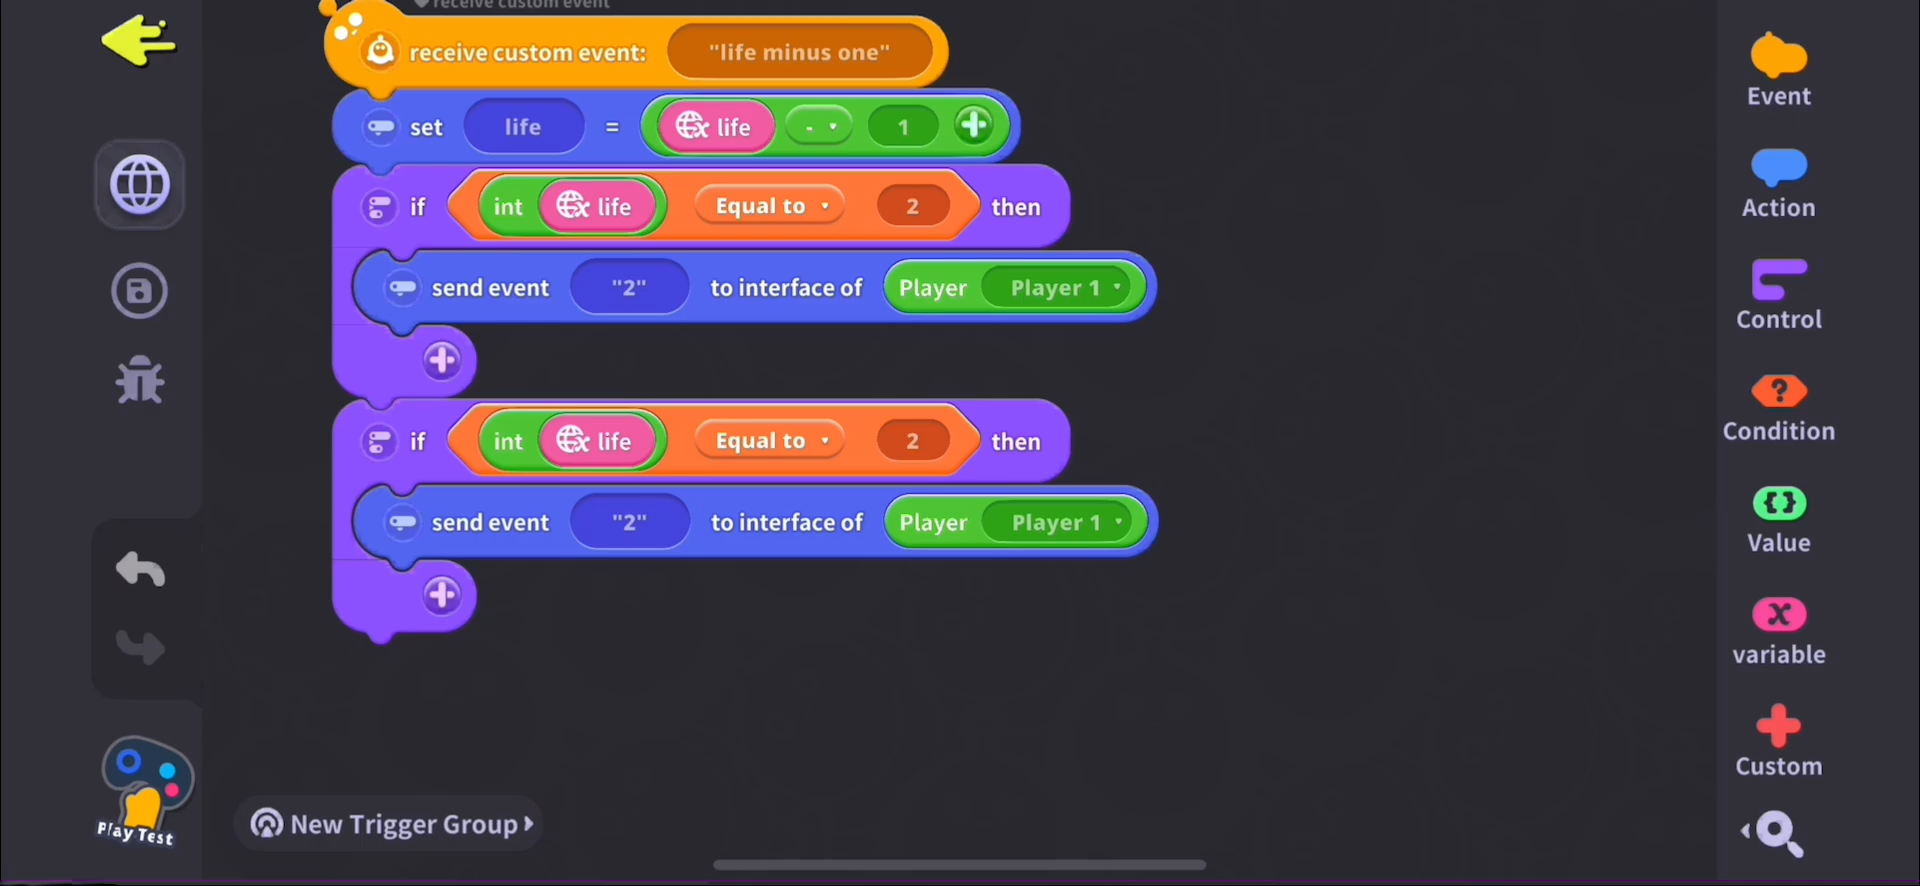 receive custom event
receive custom event: "life minus one"
set life = life - 1
if int life Equal to 2 then
send event "2" to interface of Player Player 1
if int life Equal to 2 then
send event "2" to interface of Player Player 1
Play Test
New Trigger Group
Event
Action
Control
Condition
Value
variable
Custom